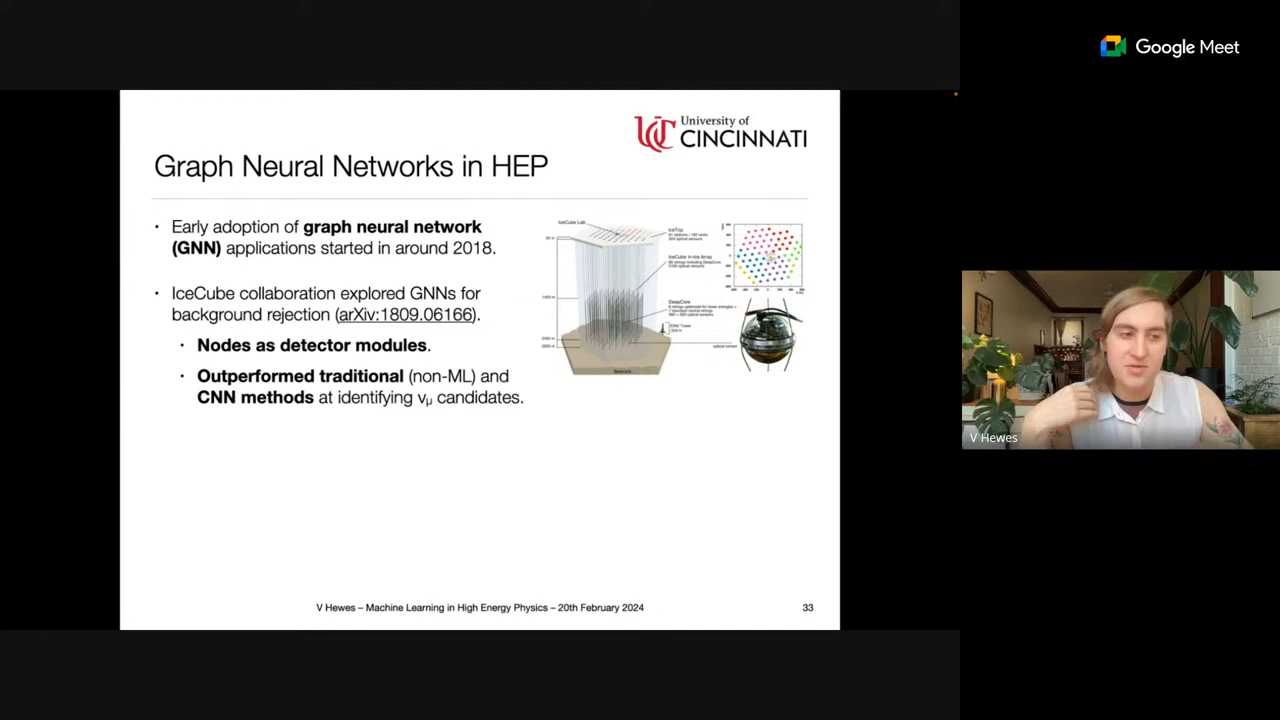 Google Meet
University of
CINCINNATI
Graph Neural Networks in HEP
• Early adoption of graph neural network
(GNN) applications started in around 2018.
• IceCube collaboration explored GNNs for
background rejection (arXiv:1809.06166).
• Nodes as detector modules.
• Outperformed traditional (non-ML) and
CNN methods at identifying νμ candidates.
IceCube Lab
IceTop
IceCube In-Ice Array
DeepCore
Eiffel Tower
324 m
Bedrock
V Hewes – Machine Learning in High Energy Physics – 20th February 2024
33
V Hewes